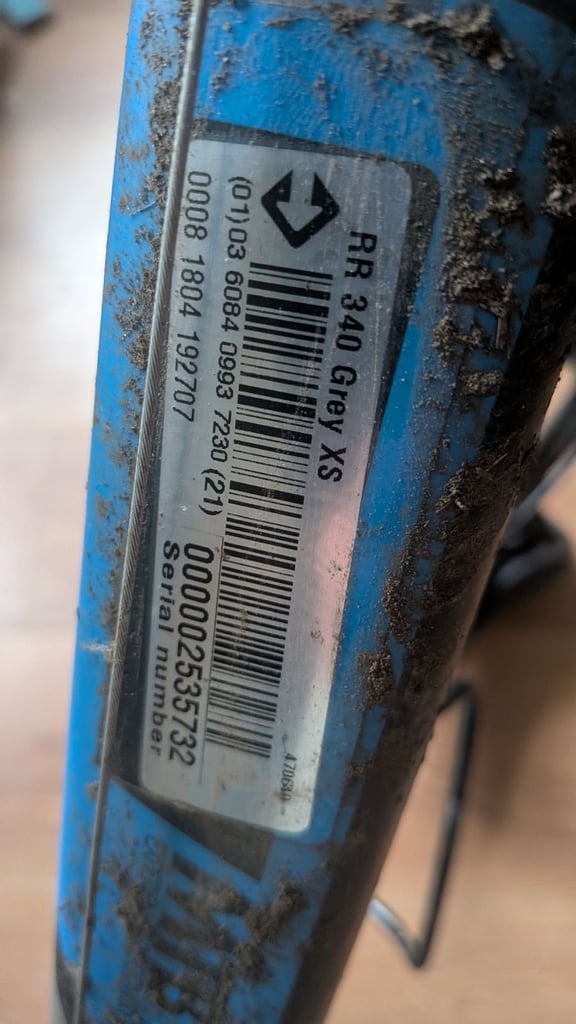 RR 340 Grey XS
(01)03 6084 0993 7230 (21)
0008 1804 192707
000002535732
Serial number